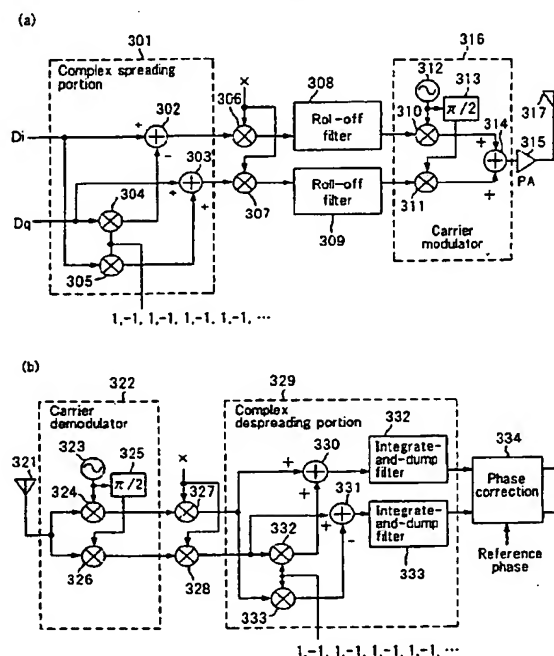 (a)
301
316
Complex spreading
portion
302
×
306
308
312
313
310
π/2
317
Di
+
-
303
Rol-off
filter
+
314
315
304
+
+
Dq
307
Roll-off
filter
311
+
PA
305
309
Carrier
modulator
1,-1, 1,-1, 1,-1, 1,-1, …
(b)
322
329
Carrier
demodulator
Complex
despreading portion
332
323
325
×
330
Integrate-
and-dump
filter
334
321
π/2
324
327
+
+
331
Phase
correction
332
+
-
Integrate-
and-dump
filter
326
328
333
333
Reference
phase
1,-1, 1,-1, 1,-1, 1,-1, …